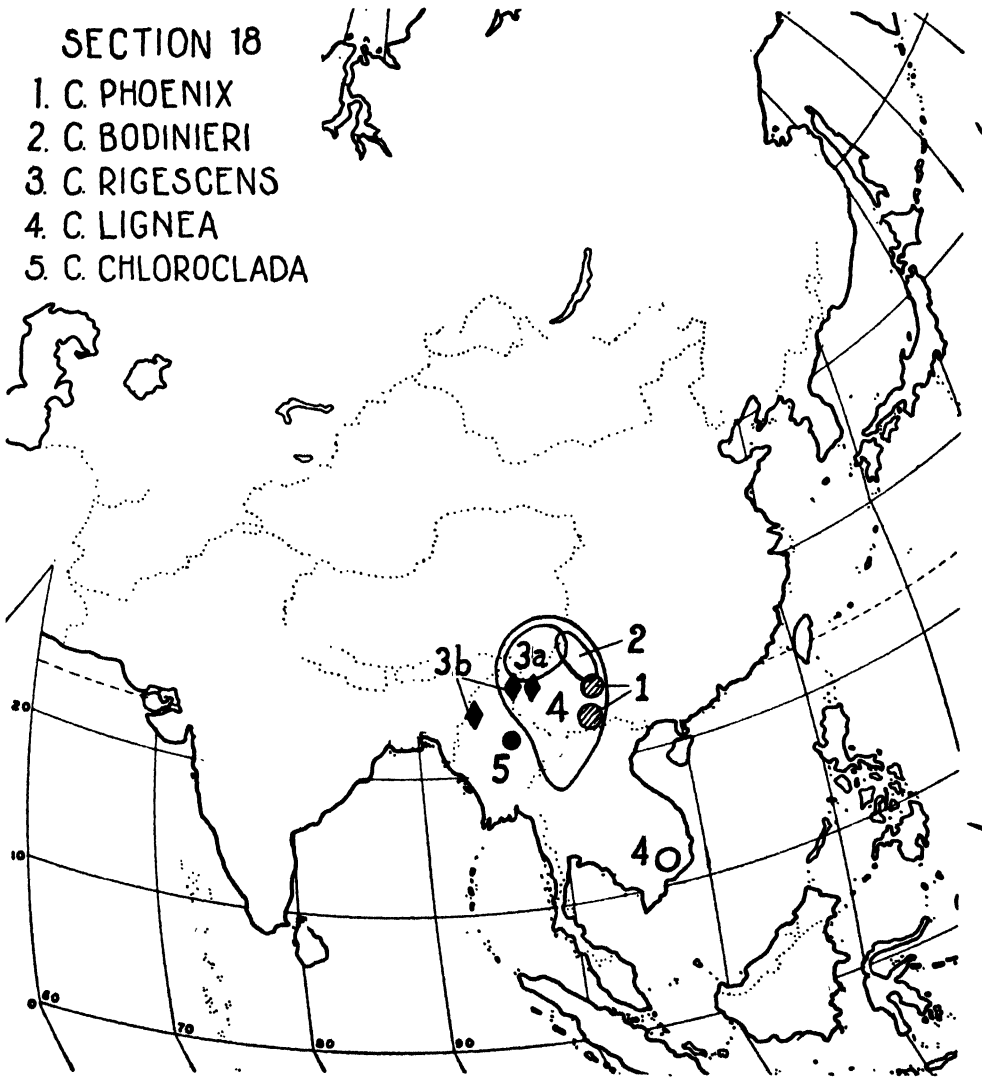 SECTION 18
1. C. PHOENIX
2. C. BODINIERI
3. C. RIGESCENS
4. C. LIGNEA
5. C. CHLOROCLADA
2
3a
3b
1
4
5
4
20
10
0
60
70
80
90